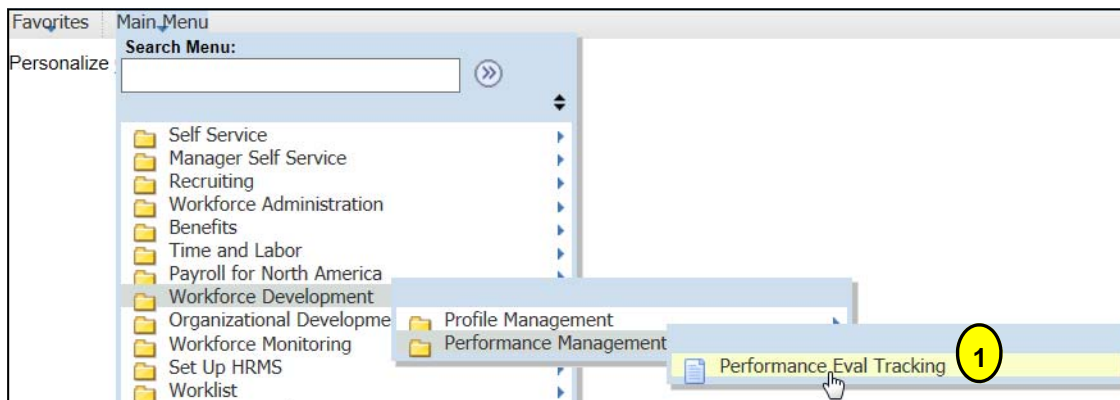 Favorites Main Menu
Search Menu:
Personalize
Self Service
Manager Self Service
Recruiting
Workforce Administration
Benefits
Time and Labor
Payroll for North America
Workforce Development
Organizational Developme
Profile Management
Workforce Monitoring
Performance Management
Set Up HRMS
Performance Eval Tracking
1
Worklist